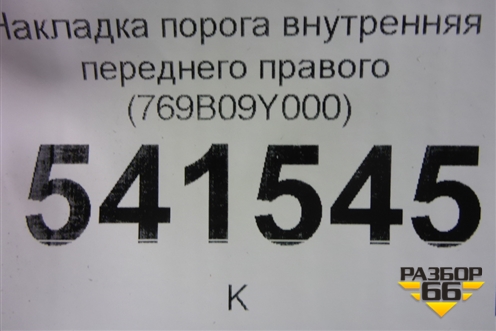 Накладка порога внутренняя
переднего правого
(769B09Y000)
541545
К
РАЗБОР
66